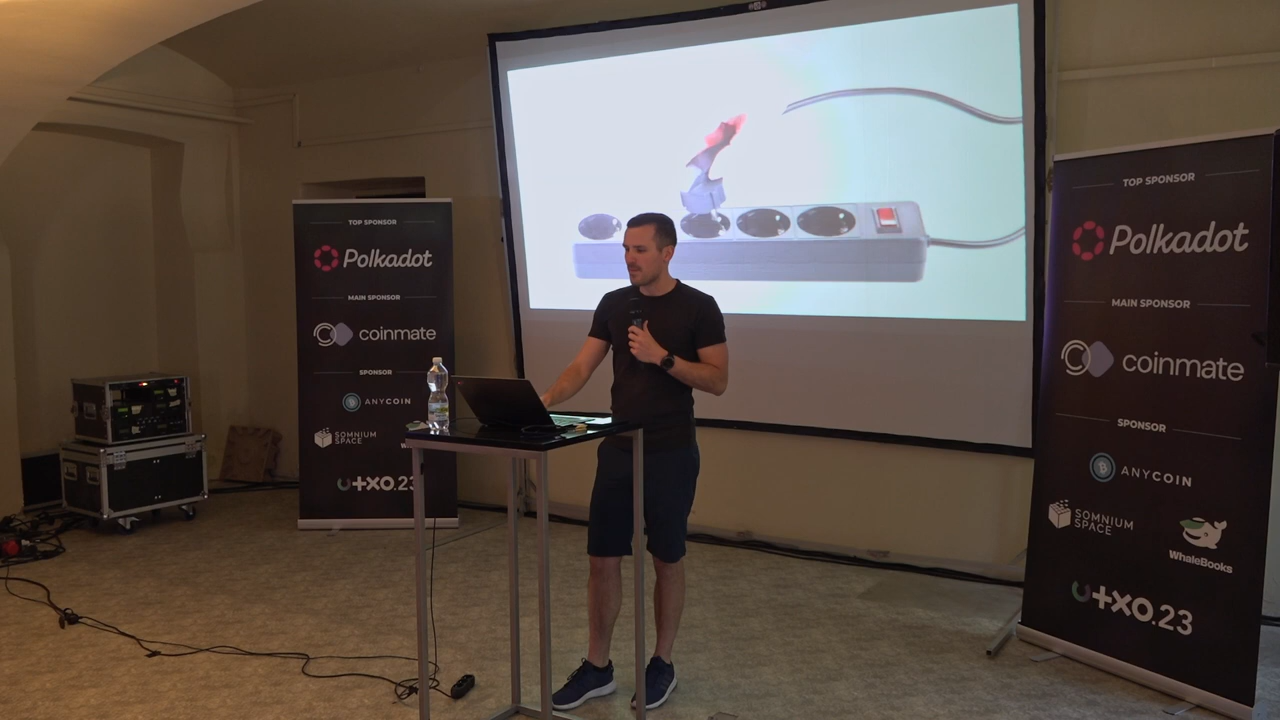 TOP SPONSOR
Polkadot
MAIN SPONSOR
coinmate
SPONSOR
ANYCOIN
SOMNIUM
SPACE
W
UTXO.23
TOP SPONSOR
Polkadot
MAIN SPONSOR
coinmate
SPONSOR
ANYCOIN
SOMNIUM
SPACE
WhaleBooks
UTXO.23